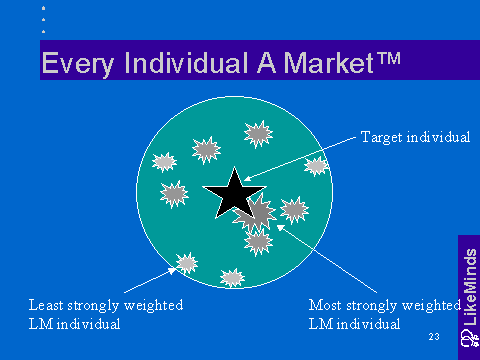 Every Individual A Market™
Target individual
Least strongly weighted
LM individual
Most strongly weighted
LM individual
LikeMinds
23